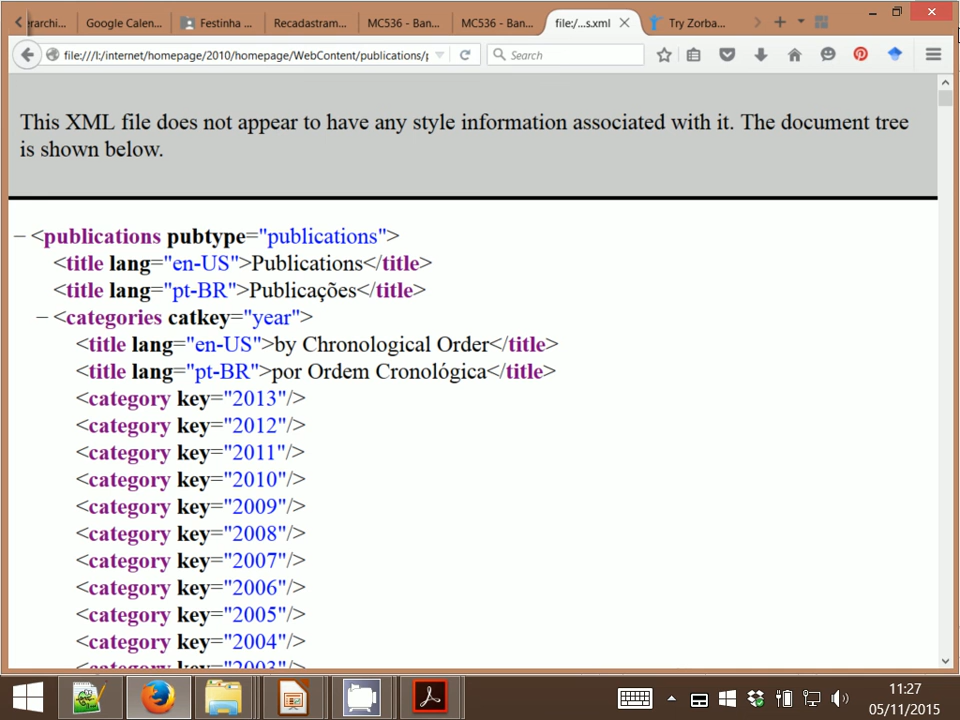 rarchi...
Google Calen...
Festinha ...
Recadastram...
MC536 - Ban...
MC536 - Ban...
file:/...s.xml
Try Zorba...
file:///I:/internet/homepage/2010/homepage/WebContent/publications/p
Search
This XML file does not appear to have any style information associated with it. The document tree
is shown below.
− <publications pubtype="publications">
<title lang="en-US">Publications</title>
<title lang="pt-BR">Publicações</title>
− <categories catkey="year">
<title lang="en-US">by Chronological Order</title>
<title lang="pt-BR">por Ordem Cronológica</title>
<category key="2013"/>
<category key="2012"/>
<category key="2011"/>
<category key="2010"/>
<category key="2009"/>
<category key="2008"/>
<category key="2007"/>
<category key="2006"/>
<category key="2005"/>
<category key="2004"/>
<category key="2003"/>
11:27
05/11/2015